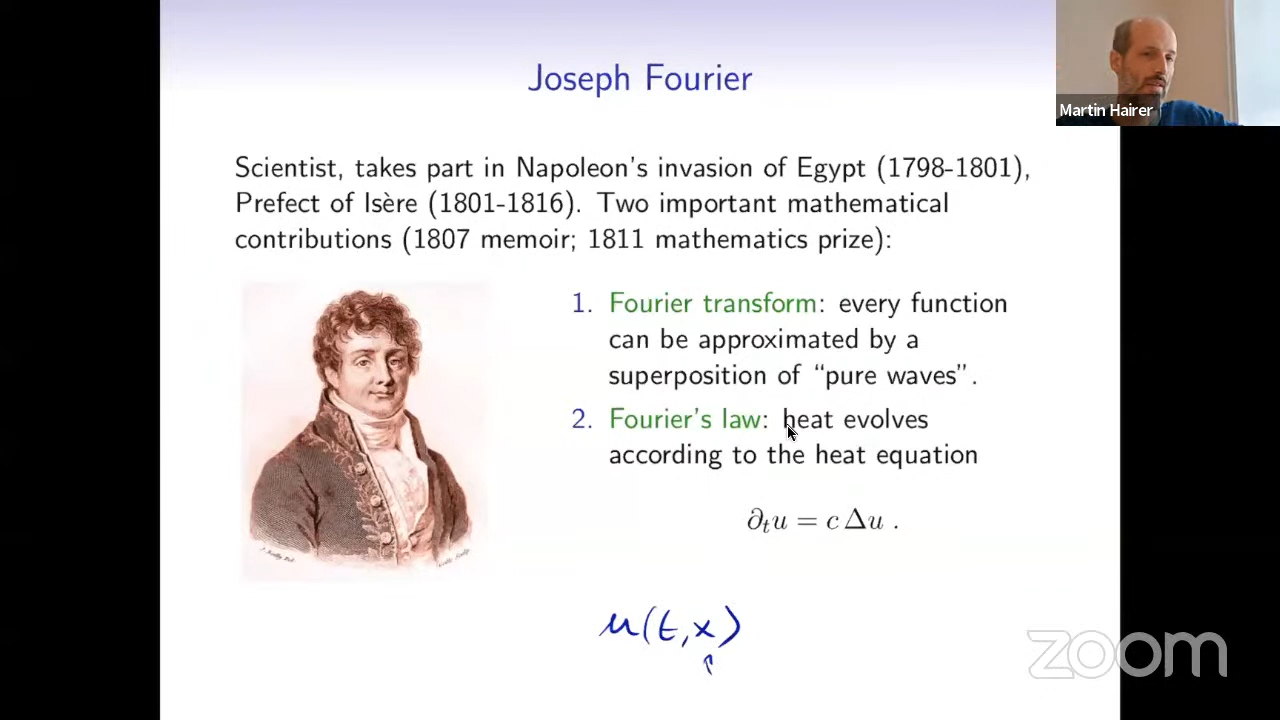 Joseph Fourier
Martin Hairer
Scientist, takes part in Napoleon's invasion of Egypt (1798-1801),
Prefect of Isère (1801-1816). Two important mathematical
contributions (1807 memoir; 1811 mathematics prize):
1. Fourier transform: every function
can be approximated by a
superposition of “pure waves”.
2. Fourier's law: heat evolves
according to the heat equation
∂ₜu = c Δu .
u(t,x)
zoom